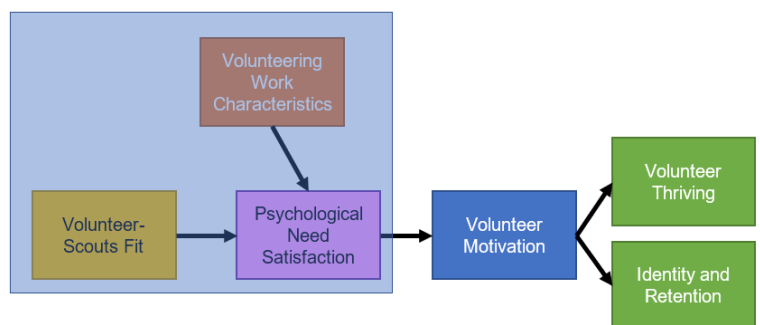 Volunteering
Work
Characteristics
Volunteer-
Scouts Fit
Psychological
Need
Satisfaction
Volunteer
Motivation
Volunteer
Thriving
Identity and
Retention